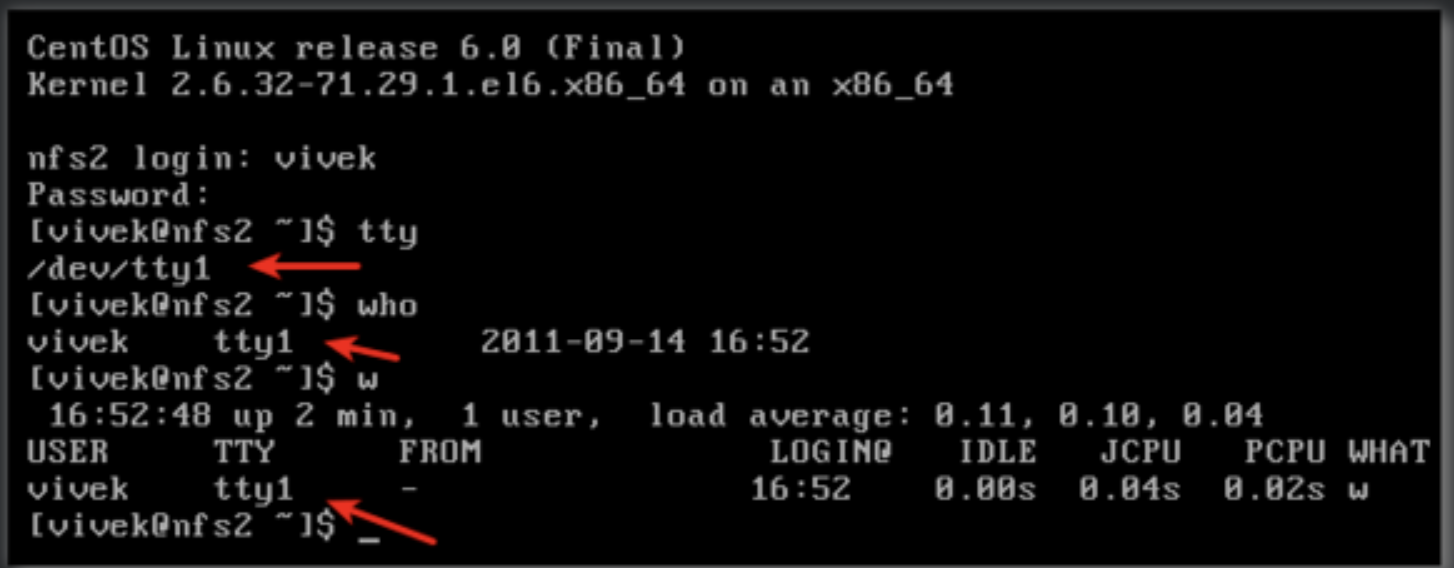 CentOS Linux release 6.0 (Final)
Kernel 2.6.32-71.29.1.el6.x86_64 on an x86_64
nfs2 login: vivek
Password:
[vivek@nfs2 ~]$ tty
/dev/tty1
[vivek@nfs2 ~]$ who
vivek    tty1         2011-09-14 16:52
[vivek@nfs2 ~]$ w
 16:52:48 up 2 min,  1 user,  load average: 0.11, 0.10, 0.04
USER     TTY      FROM              LOGIN@   IDLE   JCPU   PCPU WHAT
vivek    tty1     -                16:52    0.00s  0.04s  0.02s w
[vivek@nfs2 ~]$ _